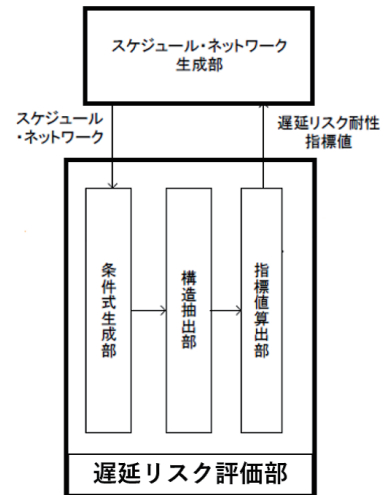 スケジュール・ネットワーク
生成部
スケジュール
・ネットワーク
遅延リスク耐性
指標値
条件式生成部
構造抽出部
指標値算出部
遅延リスク評価部